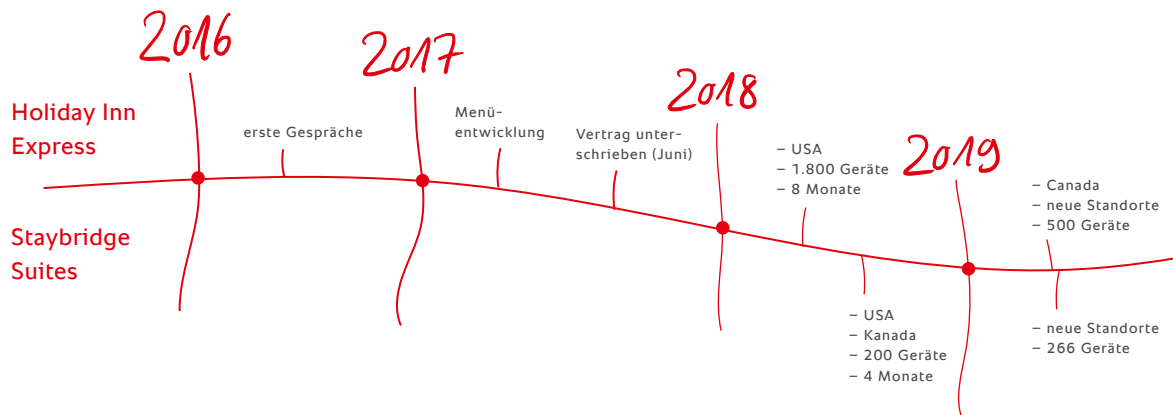 2016
2017
2018
2019
Holiday Inn
Express
erste Gespräche
Menü-
entwicklung
Vertrag unter-
schrieben (Juni)
– USA
– 1.800 Geräte
– 8 Monate
– Canada
– neue Standorte
– 500 Geräte
Staybridge
Suites
– USA
– Kanada
– 200 Geräte
– 4 Monate
– neue Standorte
– 266 Geräte